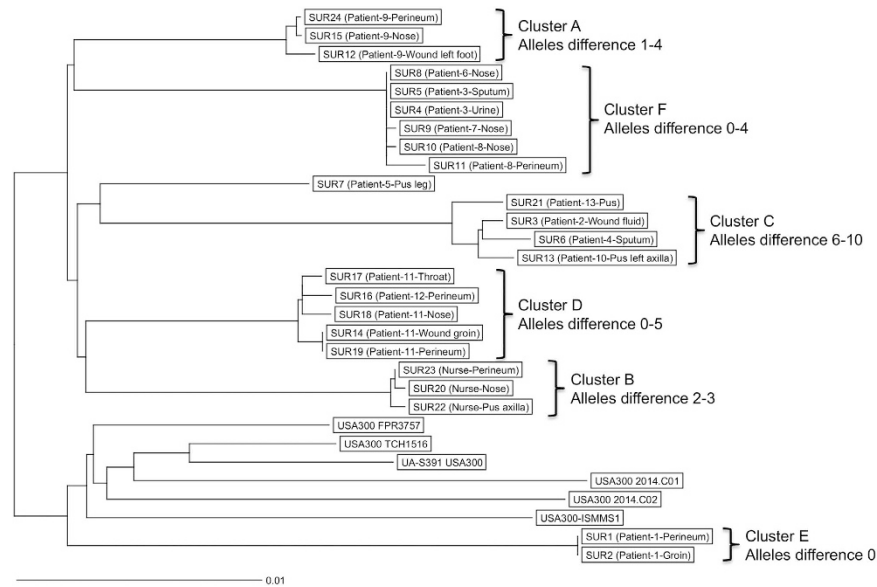 SUR24 (Patient-9-Perineum)
SUR15 (Patient-9-Nose)
SUR12 (Patient-9-Wound left foot)
Cluster A
Alleles difference 1-4
SUR8 (Patient-6-Nose)
SUR5 (Patient-3-Sputum)
SUR4 (Patient-3-Urine)
SUR9 (Patient-7-Nose)
SUR10 (Patient-8-Nose)
SUR11 (Patient-8-Perineum)
Cluster F
Alleles difference 0-4
SUR7 (Patient-5-Pus leg)
SUR21 (Patient-13-Pus)
SUR3 (Patient-2-Wound fluid)
SUR6 (Patient-4-Sputum)
SUR13 (Patient-10-Pus left axilla)
Cluster C
Alleles difference 6-10
SUR17 (Patient-11-Throat)
SUR16 (Patient-12-Perineum)
SUR18 (Patient-11-Nose)
SUR14 (Patient-11-Wound groin)
SUR19 (Patient-11-Perineum)
Cluster D
Alleles difference 0-5
SUR23 (Nurse-Perineum)
SUR20 (Nurse-Nose)
SUR22 (Nurse-Pus axilla)
Cluster B
Alleles difference 2-3
USA300 FPR3757
USA300 TCH1516
UA-S391 USA300
USA300 2014.C01
USA300 2014.C02
USA300-ISMMS1
SUR1 (Patient-1-Perineum)
SUR2 (Patient-1-Groin)
Cluster E
Alleles difference 0
0.01